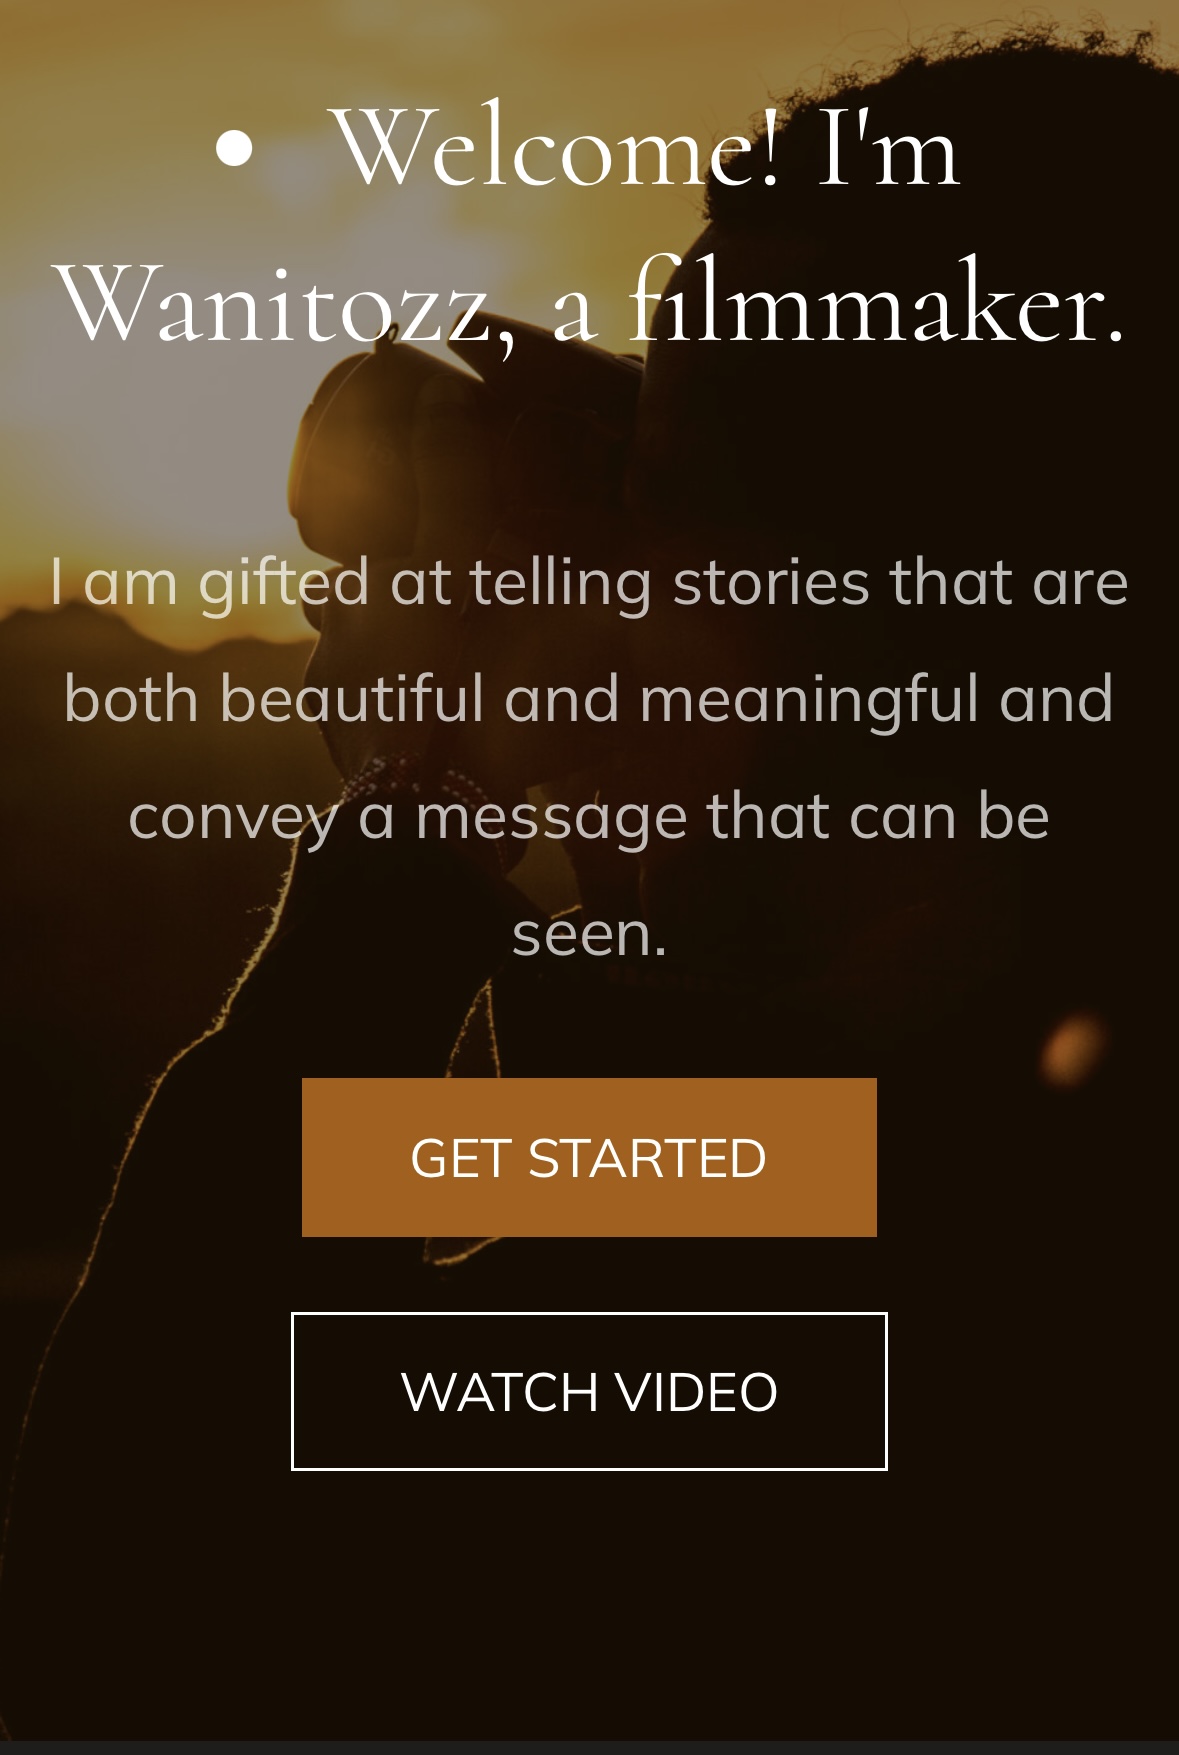 • Welcome! I'm
Wanitozz, a filmmaker.
I am gifted at telling stories that are
both beautiful and meaningful and
convey a message that can be
seen.
GET STARTED
WATCH VIDEO